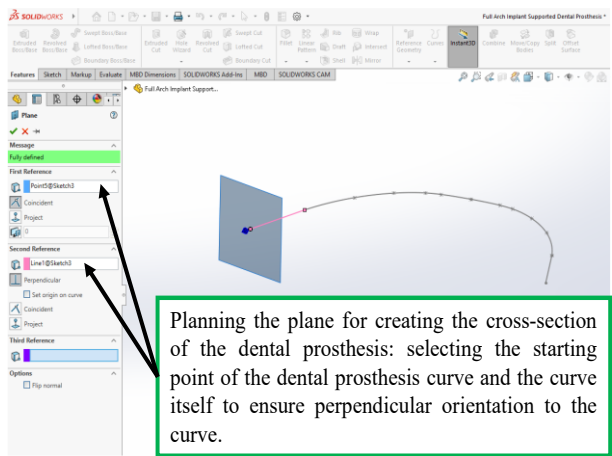 SOLIDWORKS
Full Arch Implant Supported Dental Prosthesis *
Extruded Boss/Base
Revolved Boss/Base
Swept Boss/Base
Lofted Boss/Base
Boundary Boss/Base
Extruded Cut
Hole Wizard
Revolved Cut
Swept Cut
Lofted Cut
Boundary Cut
Fillet
Linear Pattern
Rib
Draft
Shell
Wrap
Intersect
Mirror
Reference Geometry
Curves
Instant3D
Combine
Move/Copy Bodies
Split
Offset Surface
Features Sketch Markup Evaluate MBD Dimensions SOLIDWORKS Add-Ins MBD SOLIDWORKS CAM
Full Arch Implant Support...
Plane
Message
Fully defined
First Reference
Point5@Sketch3
Coincident
Project
0
Second Reference
Line1@Sketch3
Perpendicular
Set origin on curve
Coincident
Project
Third Reference
Options
Flip normal
Planning the plane for creating the cross-section
of the dental prosthesis: selecting the starting
point of the dental prosthesis curve and the curve
itself to ensure perpendicular orientation to the
curve.